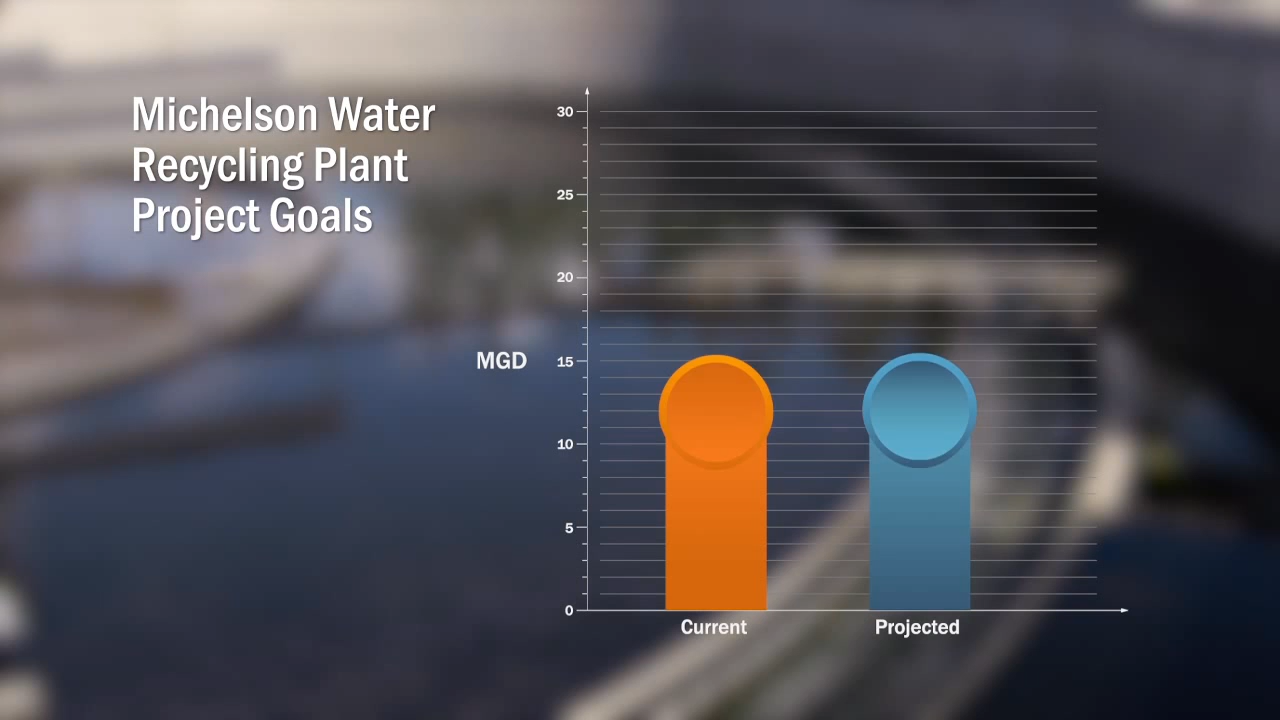 Michelson Water
Recycling Plant
Project Goals
30
25
20
MGD 15
10
5
0
Current Projected